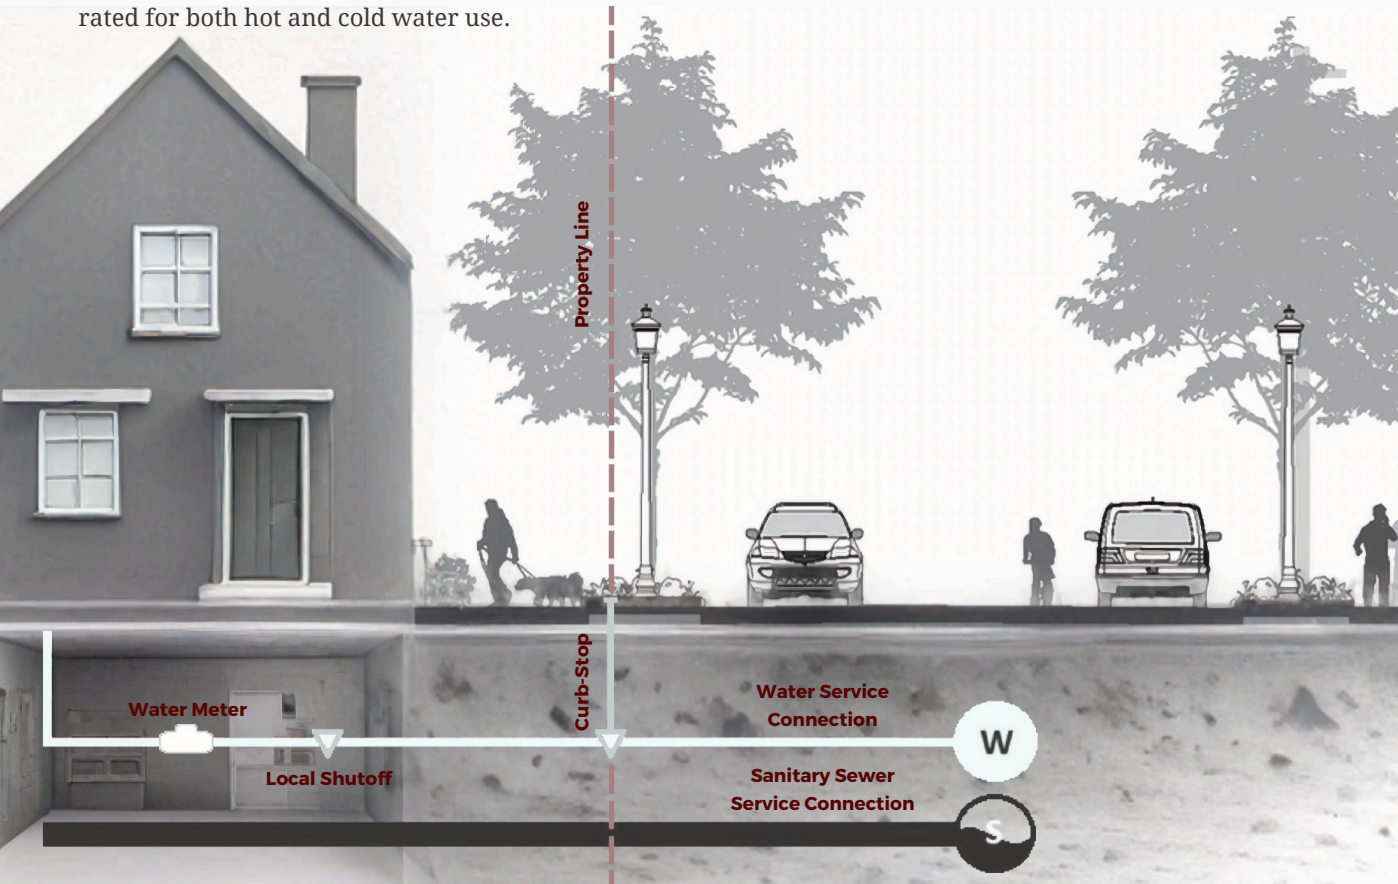 rated for both hot and cold water use.
Property Line
Curb-Stop
Water Meter
Local Shutoff
Water Service
Connection
W
Sanitary Sewer
Service Connection
S